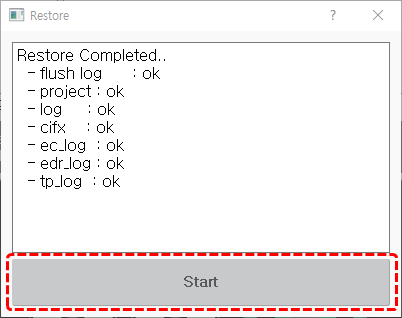 Restore
?
Restore Completed..
- flush log : ok
- project : ok
- log : ok
- cifx : ok
- ec_log : ok
- edr_log : ok
- tp_log : ok
Start